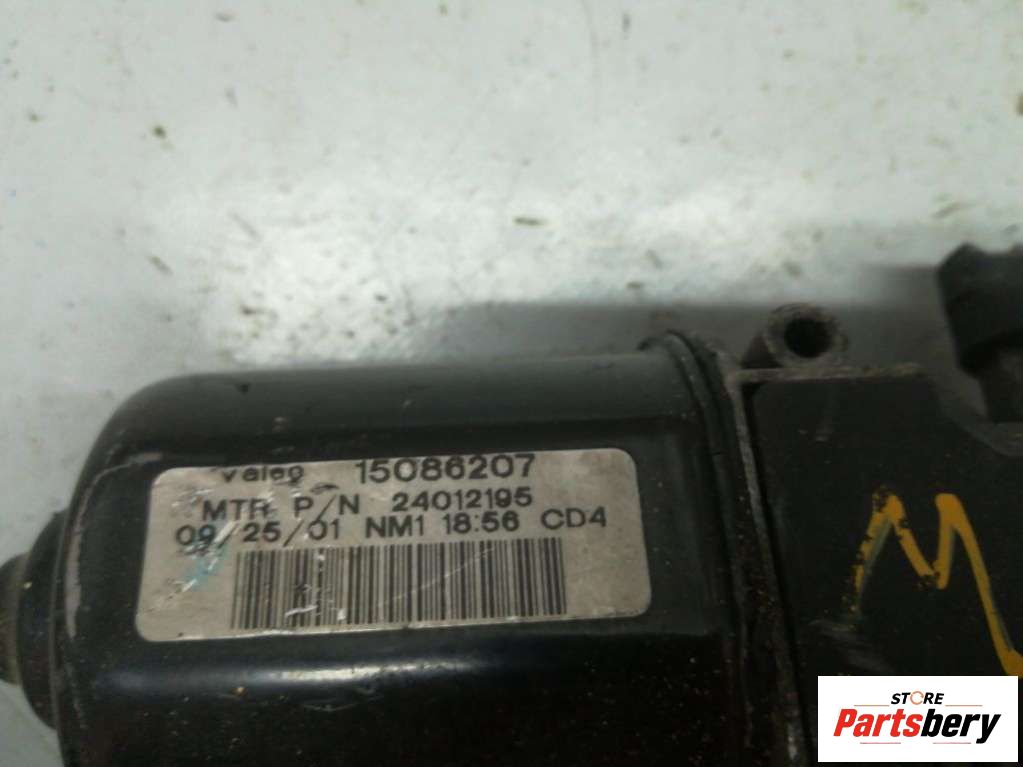 Valeo 15086207
MTR P/N 24012195
09/25/01 NM1 18:56 CD4
M
STORE
Partsbery